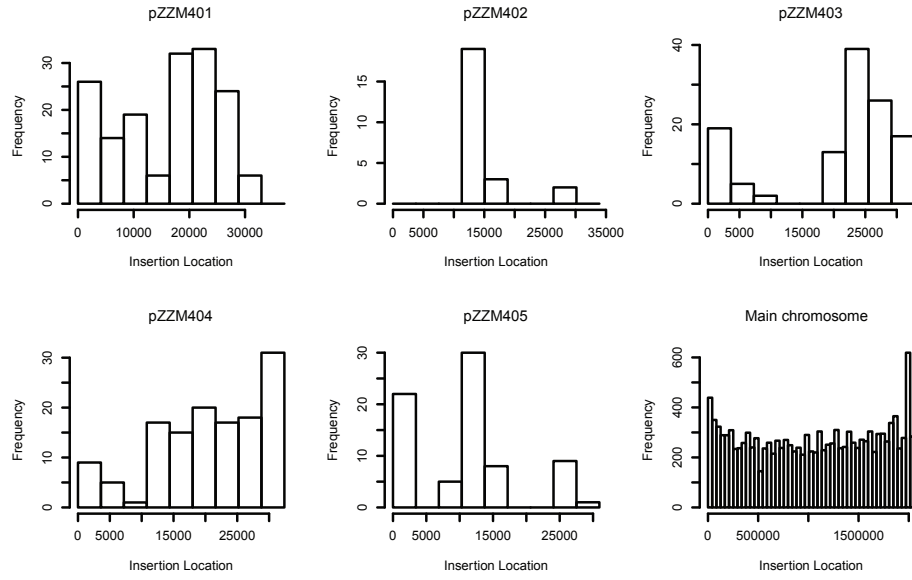 pZZM401
Frequency
0 10 20 30
0 10000 20000 30000
Insertion Location
pZZM402
Frequency
0 5 10 15
0 5000 15000 25000 35000
Insertion Location
pZZM403
Frequency
0 20 40
0 5000 15000 25000
Insertion Location
pZZM404
Frequency
0 10 20 30
0 5000 15000 25000
Insertion Location
pZZM405
Frequency
0 10 20 30
0 5000 15000 25000
Insertion Location
Main chromosome
Frequency
0 200 400 600
0 500000 1500000
Insertion Location